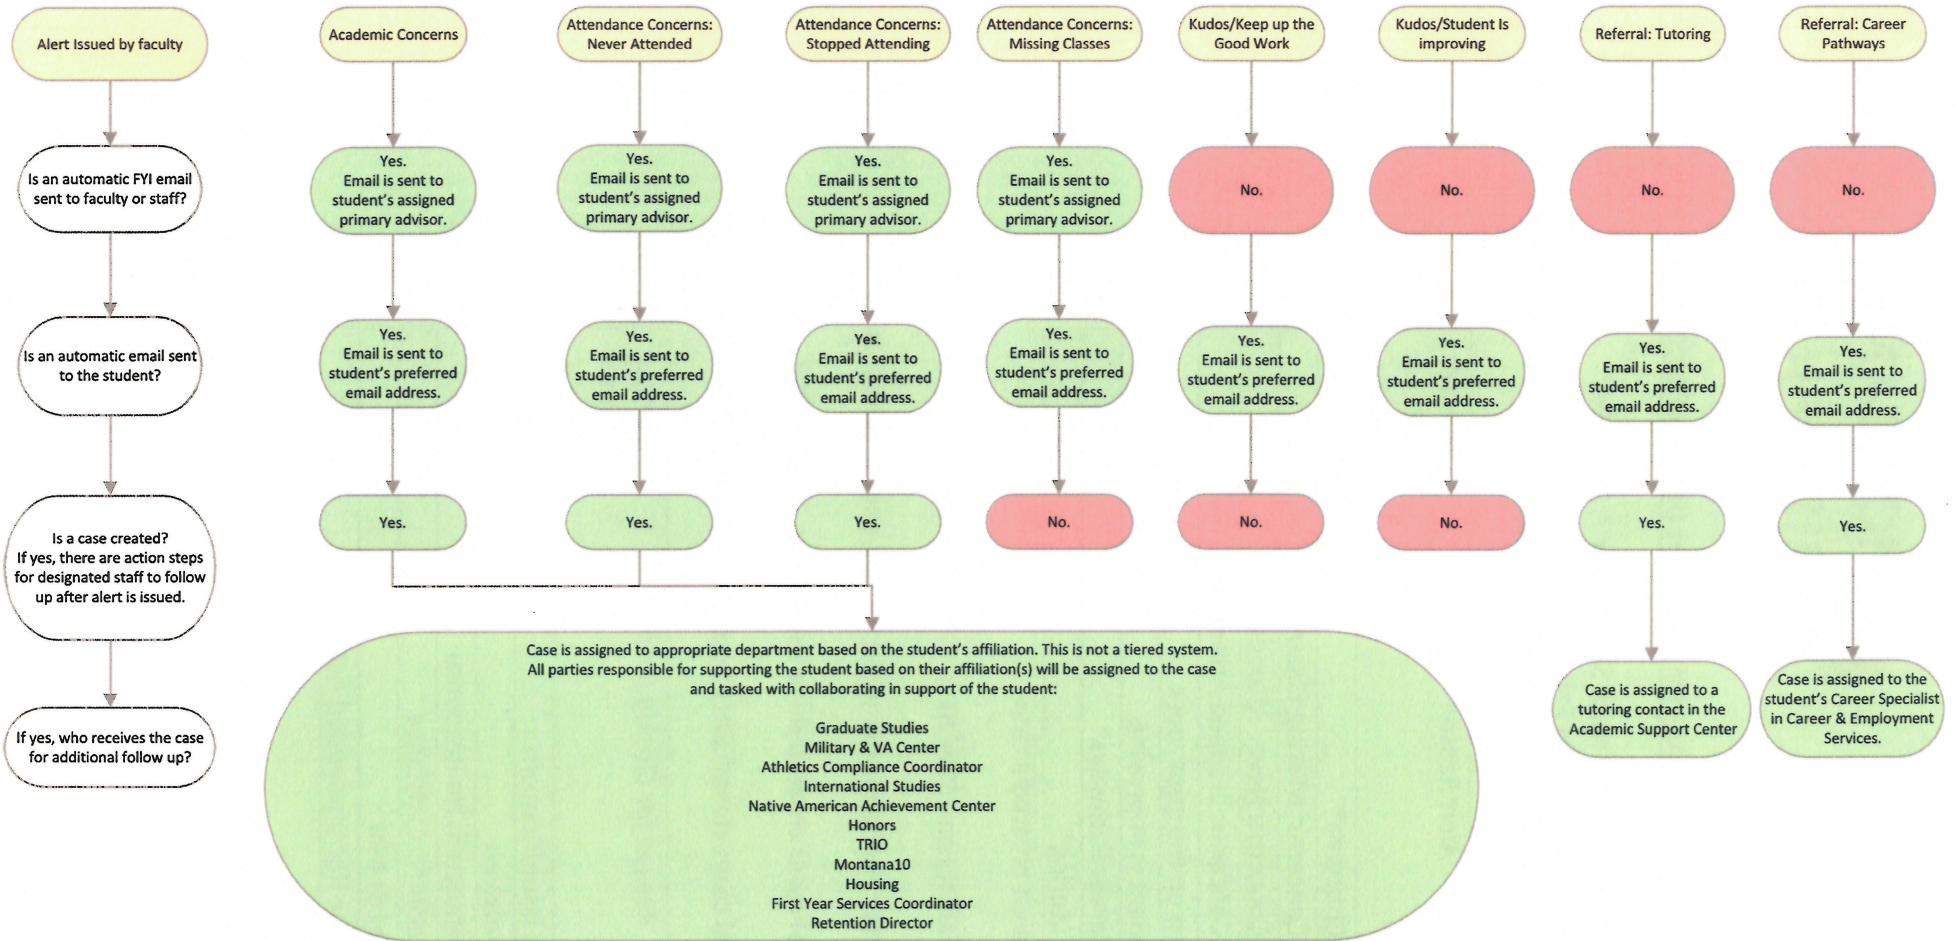 Alert Issued by faculty
Academic Concerns
Attendance Concerns:
Never Attended
Attendance Concerns:
Stopped Attending
Attendance Concerns:
Missing Classes
Kudos/Keep up the
Good Work
Kudos/Student Is
improving
Referral: Tutoring
Referral: Career
Pathways
Is an automatic FYI email
sent to faculty or staff?
Yes.
Email is sent to
student's assigned
primary advisor.
Yes.
Email is sent to
student's assigned
primary advisor.
Yes.
Email is sent to
student's assigned
primary advisor.
Yes.
Email is sent to
student's assigned
primary advisor.
No.
No.
No.
No.
Is an automatic email sent
to the student?
Yes.
Email is sent to
student's preferred
email address.
Yes.
Email is sent to
student's preferred
email address.
Yes.
Email is sent to
student's preferred
email address.
Yes.
Email is sent to
student's preferred
email address.
Yes.
Email is sent to
student's preferred
email address.
Yes.
Email is sent to
student's preferred
email address.
Yes.
Email is sent to
student's preferred
email address.
Yes.
Email is sent to
student's preferred
email address.
Is a case created?
If yes, there are action steps
for designated staff to follow
up after alert is issued.
Yes.
Yes.
Yes.
No.
No.
No.
Yes.
Yes.
If yes, who receives the case
for additional follow up?
Case is assigned to appropriate department based on the student's affiliation. This is not a tiered system.
All parties responsible for supporting the student based on their affiliation(s) will be assigned to the case
and tasked with collaborating in support of the student:
Graduate Studies
Military & VA Center
Athletics Compliance Coordinator
International Studies
Native American Achievement Center
Honors
TRIO
Montana10
Housing
First Year Services Coordinator
Retention Director
Case is assigned to a
tutoring contact in the
Academic Support Center
Case is assigned to the
student's Career Specialist
in Career & Employment
Services.